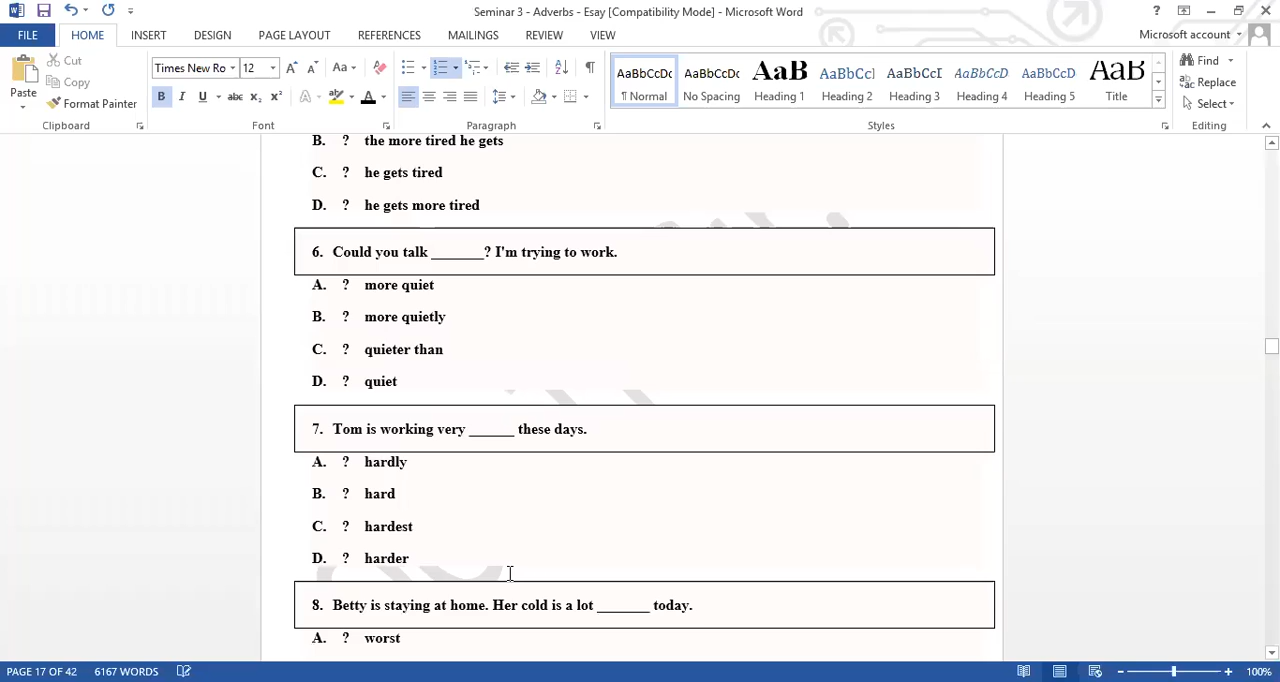 Seminar 3 - Adverbs - Esay [Compatibility Mode] - Microsoft Word
FILE HOME INSERT DESIGN PAGE LAYOUT REFERENCES MAILINGS REVIEW VIEW Microsoft account
Paste
Cut
Copy
Format Painter
Clipboard
Times New Ro 12
Font
Paragraph
AaBbCcDc AaBbCcDc AaB AaBbCcI AaBbCcI AaBbCcD AaBbCcDc AaB
¶ Normal No Spacing Heading 1 Heading 2 Heading 3 Heading 4 Heading 5 Title
Styles
Find
Replace
Select
Editing
B. ? the more tired he gets
C. ? he gets tired
D. ? he gets more tired
6. Could you talk _______? I'm trying to work.
A. ? more quiet
B. ? more quietly
C. ? quieter than
D. ? quiet
7. Tom is working very ______ these days.
A. ? hardly
B. ? hard
C. ? hardest
D. ? harder
8. Betty is staying at home. Her cold is a lot _______ today.
A. ? worst
PAGE 17 OF 42 6167 WORDS 100%